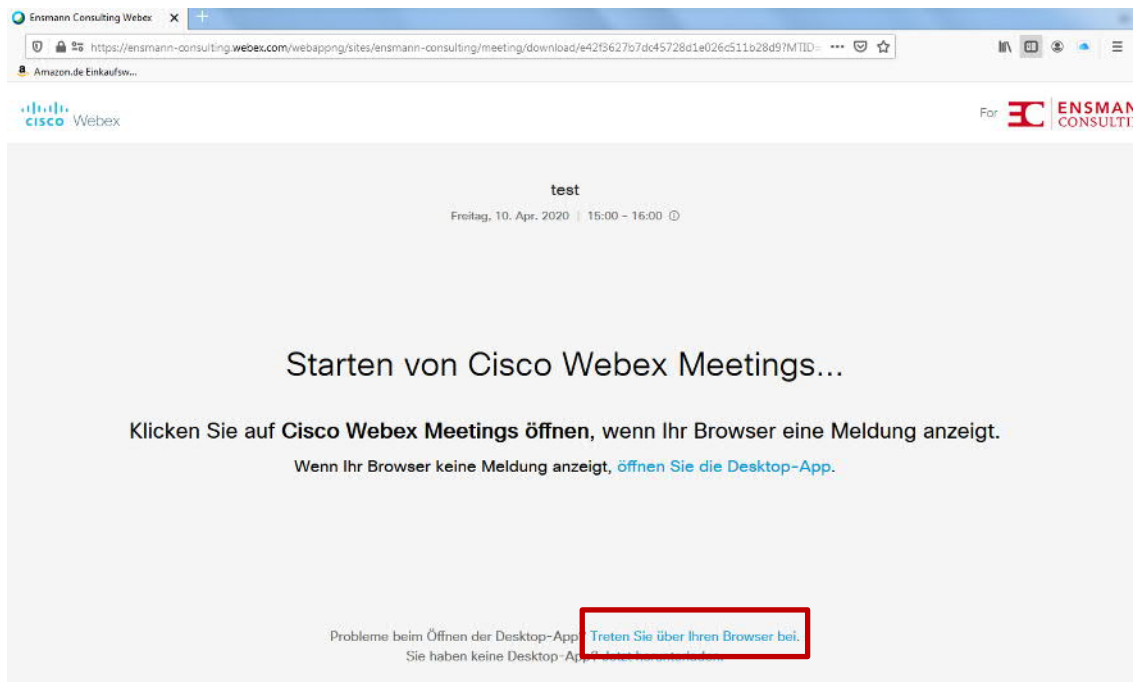 Ensmann Consulting Webex
https://ensmann-consulting.webex.com/webappng/sites/ensmann-consulting/meeting/download/e42f3627b7dc45728d1e026c511b28d9?MTID=
Amazon.de Einkaufsw...
cisco Webex
For ENSMAN
CONSULTI
test
Freitag, 10. Apr. 2020 | 15:00 - 16:00
Starten von Cisco Webex Meetings...
Klicken Sie auf Cisco Webex Meetings öffnen, wenn Ihr Browser eine Meldung anzeigt.
Wenn Ihr Browser keine Meldung anzeigt, öffnen Sie die Desktop-App.
Probleme beim Öffnen der Desktop-App? Treten Sie über Ihren Browser bei.
Sie haben keine Desktop-App? Jetzt herunterladen.